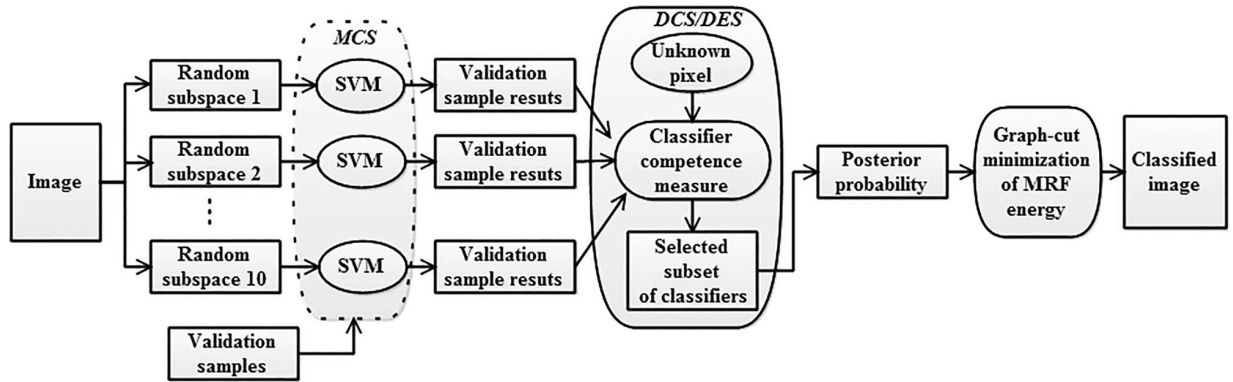 Image
Random
subspace 1
Random
subspace 2
Random
subspace 10
MCS
SVM
SVM
SVM
Validation
samples
Validation
sample resuts
Validation
sample resuts
Validation
sample resuts
DCS/DES
Unknown
pixel
Classifier
competence
measure
Selected
subset
of classifiers
Posterior
probability
Graph-cut
minimization
of MRF
energy
Classified
image